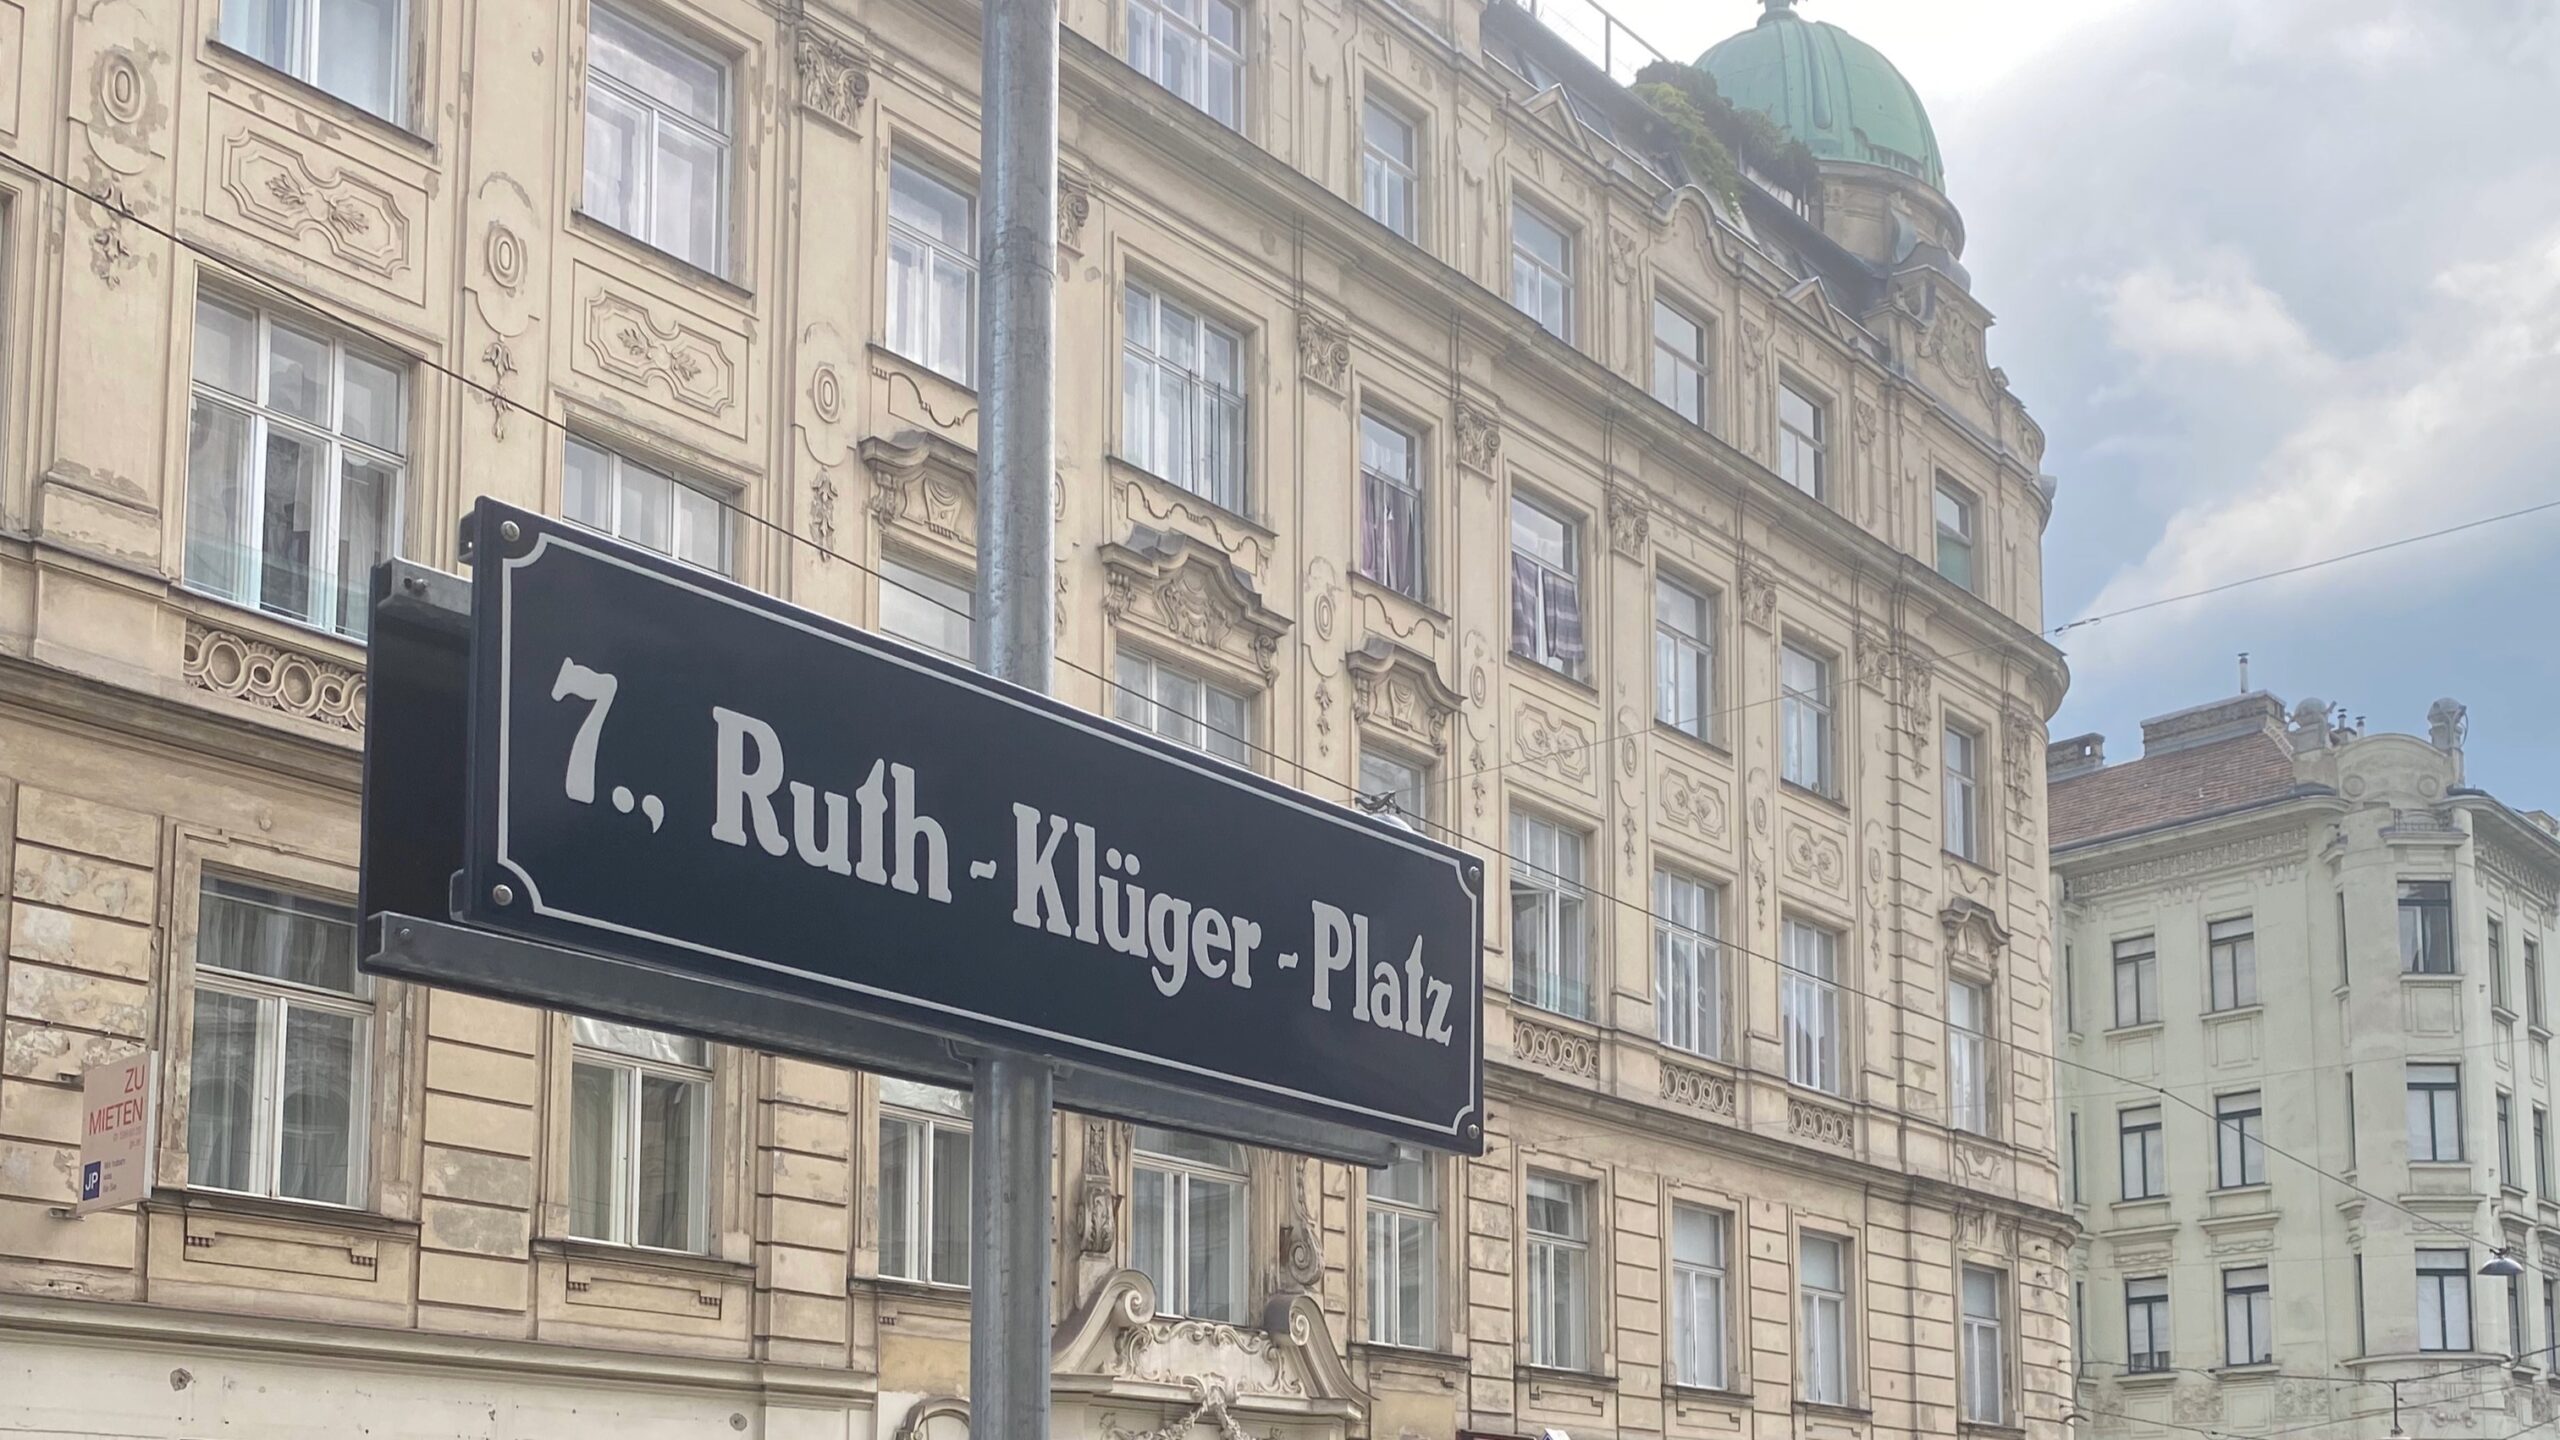 7., Ruth-Klüger-Platz
ZU
MIETEN
JP